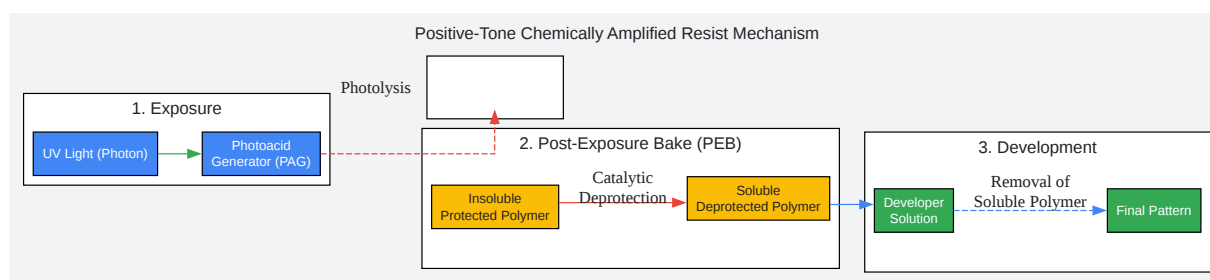 Positive-Tone Chemically Amplified Resist Mechanism
Photolysis
1. Exposure
UV Light (Photon)
Photoacid
Generator (PAG)
2. Post-Exposure Bake (PEB)
Insoluble
Protected Polymer
Catalytic
Deprotection
Soluble
Deprotected Polymer
3. Development
Developer
Solution
Removal of
Soluble Polymer
Final Pattern